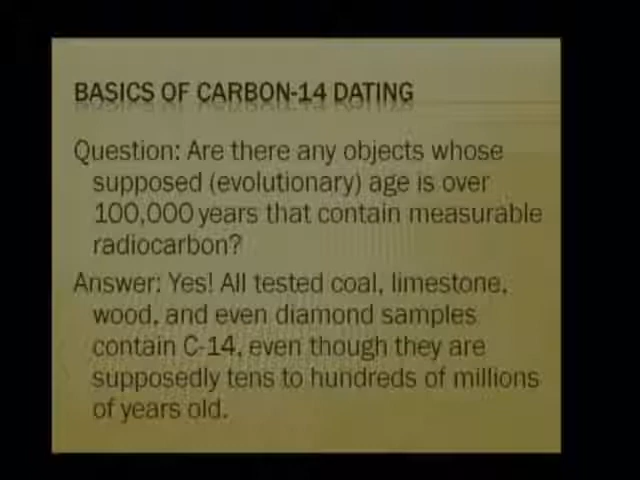 BASICS OF CARBON-14 DATING
Question: Are there any objects whose
supposed (evolutionary) age is over
100,000 years that contain measurable
radiocarbon?
Answer: Yes! All tested coal, limestone,
wood, and even diamond samples
contain C-14, even though they are
supposedly tens to hundreds of millions
of years old.